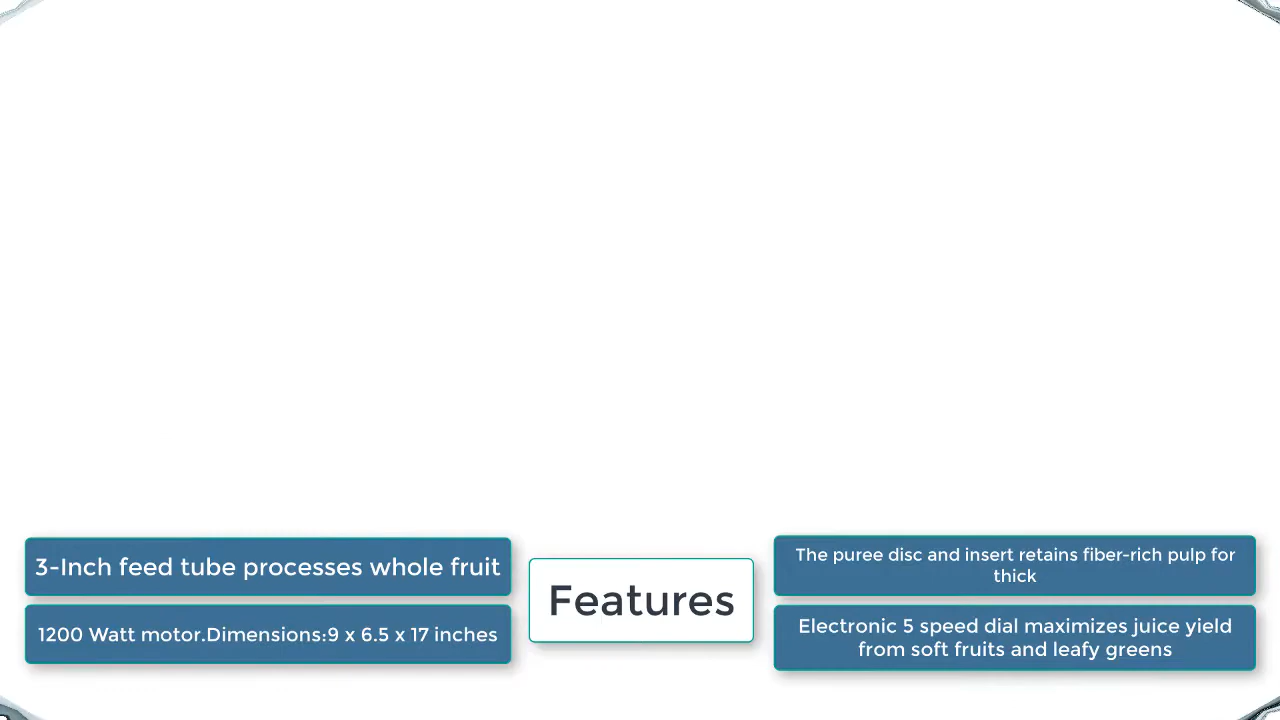 3-Inch feed tube processes whole fruit
1200 Watt motor.Dimensions:9 x 6.5 x 17 inches
Features
The puree disc and insert retains fiber-rich pulp for
thick
Electronic 5 speed dial maximizes juice yield
from soft fruits and leafy greens